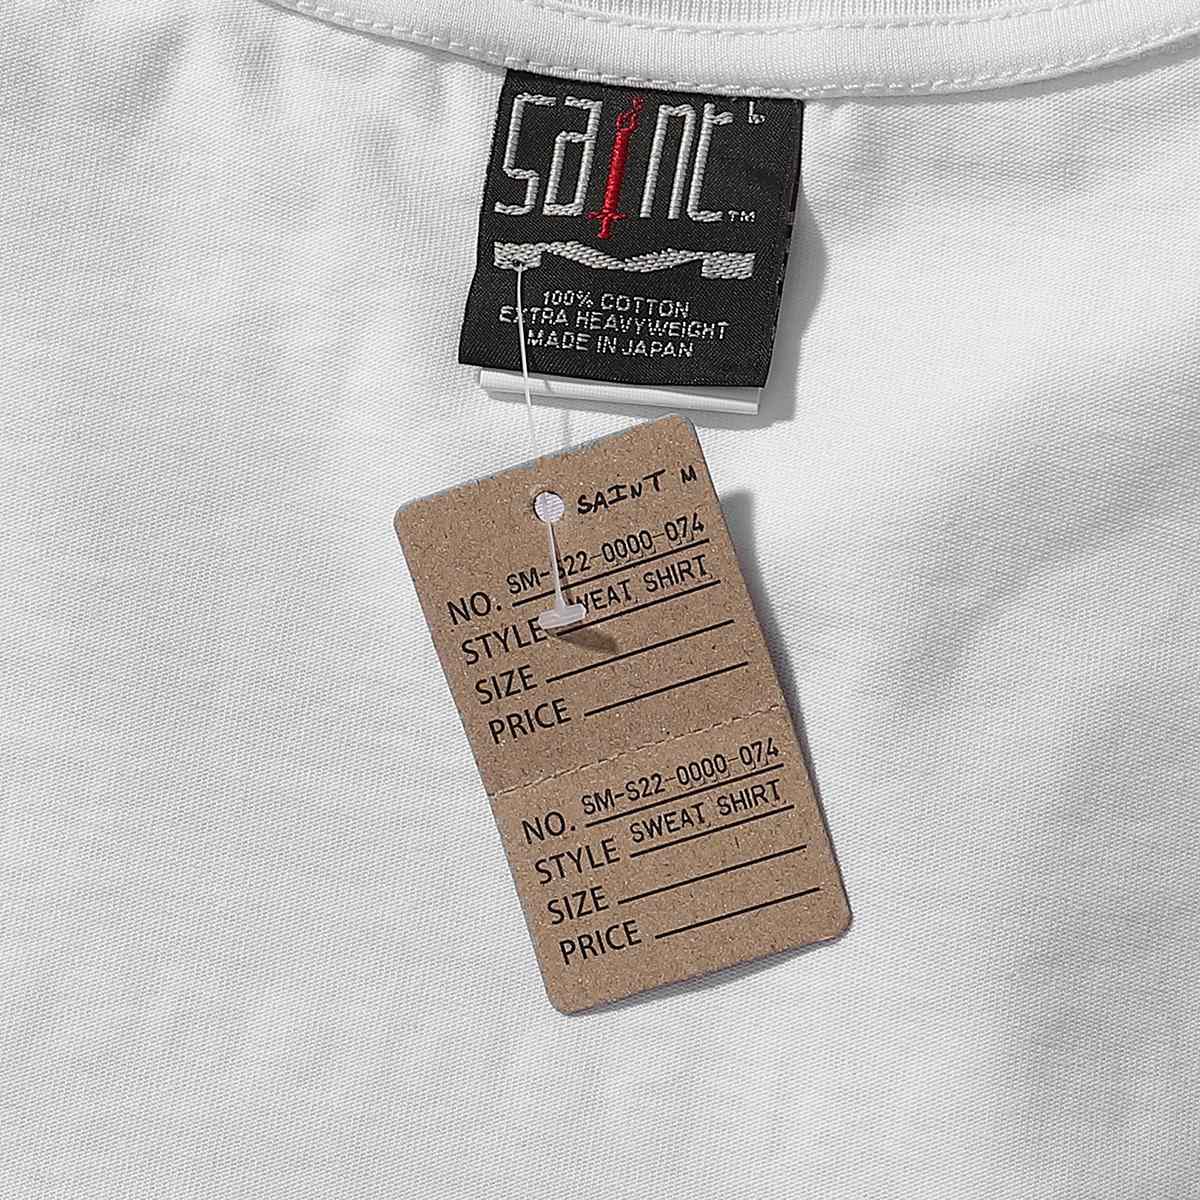 saint L
™
100% COTTON
EXTRA HEAVYWEIGHT
MADE IN JAPAN
SAINT M
NO. SM-S22-0000-074
STYLE SWEAT SHIRT
SIZE
PRICE
NO. SM-S22-0000-074
STYLE SWEAT SHIRT
SIZE
PRICE